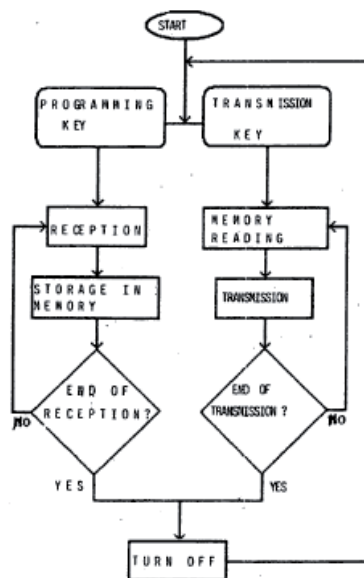 START
PROGRAMMING
KEY
TRANSMISSION
KEY
RECEPTION
MEMORY
READING
STORAGE IN
MEMORY
TRANSMISSION
END OF
RECEPTION?
END OF
TRANSMISSION?
NO
NO
YES
YES
TURN OFF